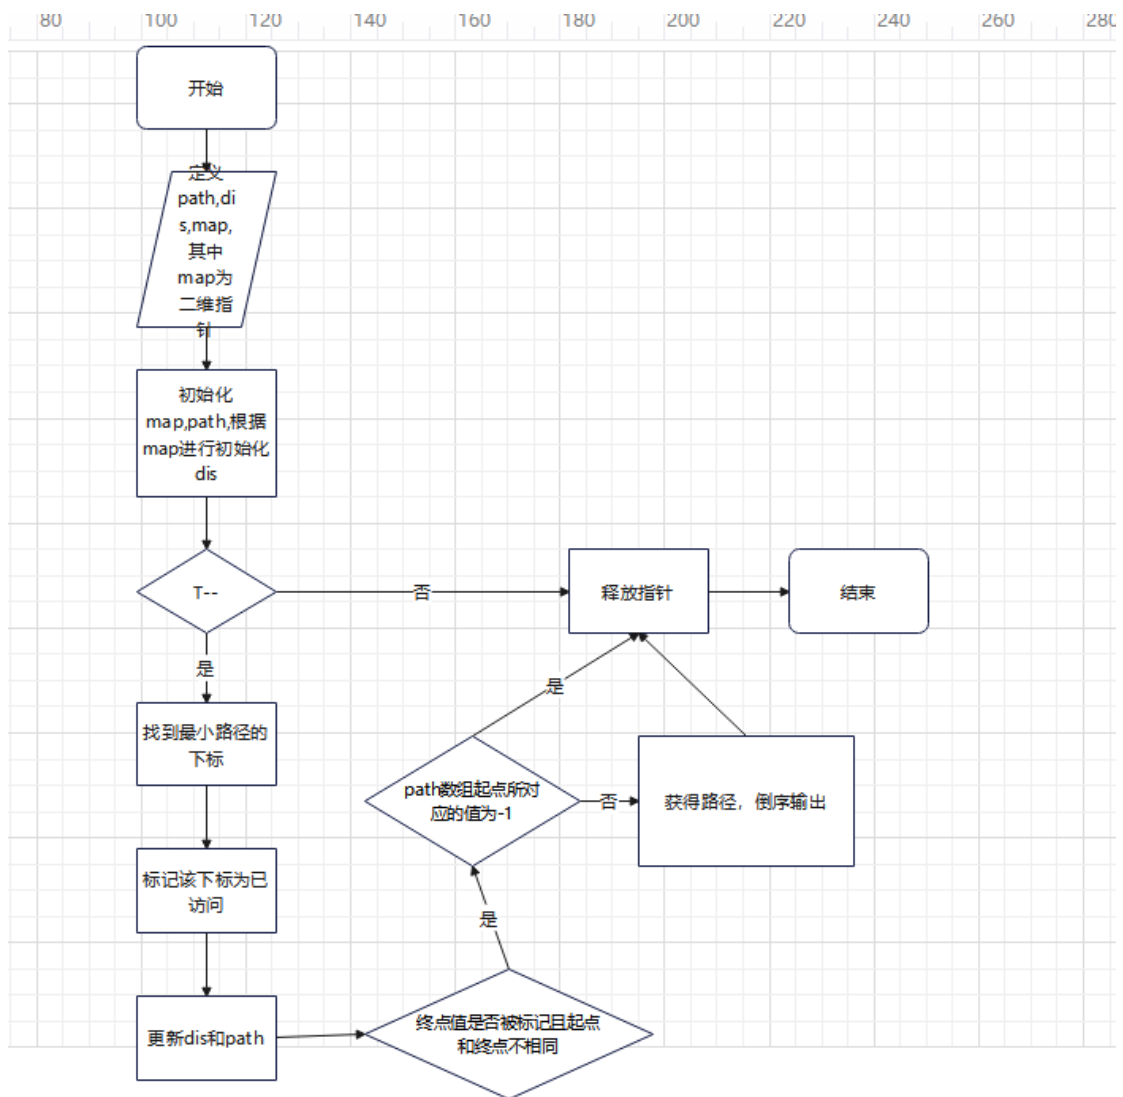 80 100 120 140 160 180 200 220 240 260 280
开始
定义
path,di
s,map,
其中
map为
二维指
针
初始化
map,path,根据
map进行初始化
dis
T--
否
释放指针
结束
是
找到最小路径的
下标
是
path数组起点所对
应的值为-1
否
获得路径，倒序输出
标记该下标为已
访问
是
更新dis和path
终点值是否被标记且起点
和终点不相同